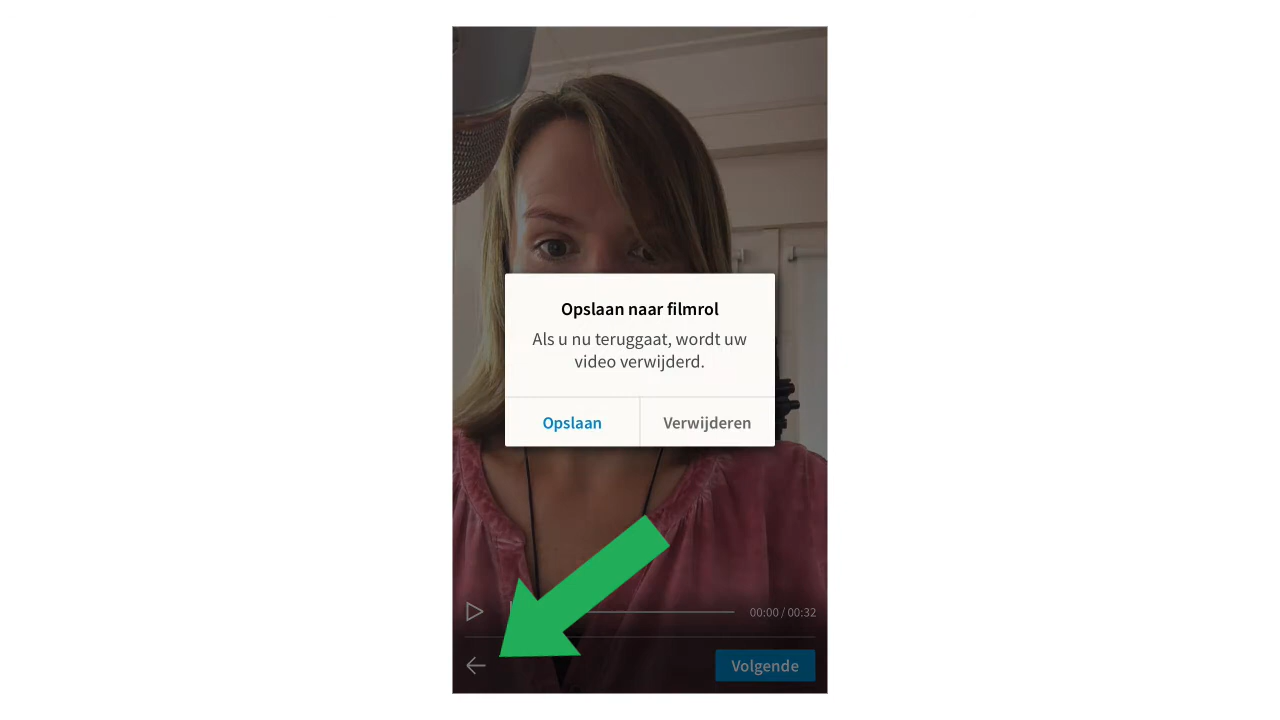 Opslaan naar filmrol
Als u nu teruggaat, wordt uw
video verwijderd.
Opslaan
Verwijderen
00:00 / 00:32
Volgende